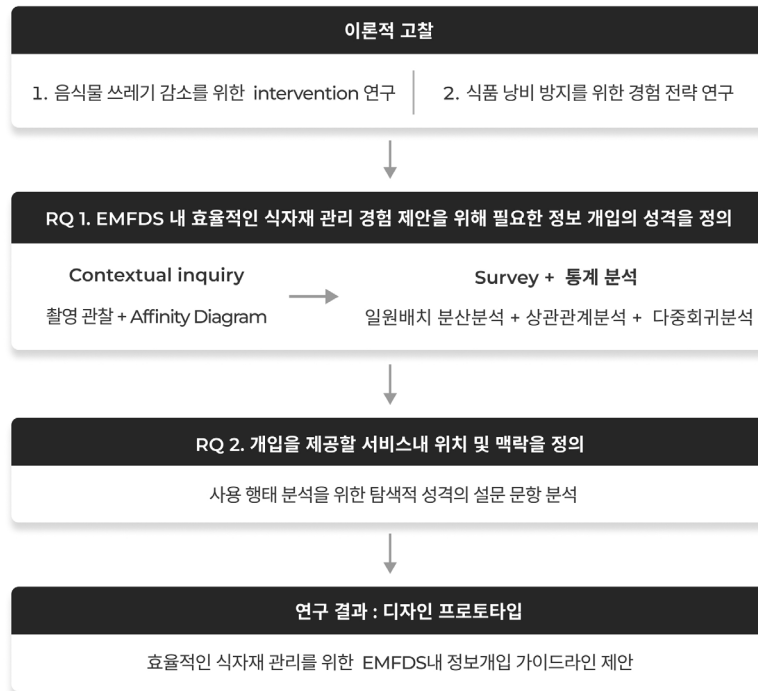 이론적 고찰
1. 음식물 쓰레기 감소를 위한 intervention 연구
2. 식품 낭비 방지를 위한 경험 전략 연구
RQ 1. EMFDS 내 효율적인 식자재 관리 경험 제안을 위해 필요한 정보 개입의 성격을 정의
Contextual inquiry
촬영 관찰 + Affinity Diagram
Survey + 통계 분석
일원배치 분산분석 + 상관관계분석 + 다중회귀분석
RQ 2. 개입을 제공할 서비스내 위치 및 맥락을 정의
사용 행태 분석을 위한 탐색적 성격의 설문 문항 분석
연구 결과 : 디자인 프로토타입
효율적인 식자재 관리를 위한 EMFDS내 정보개입 가이드라인 제안